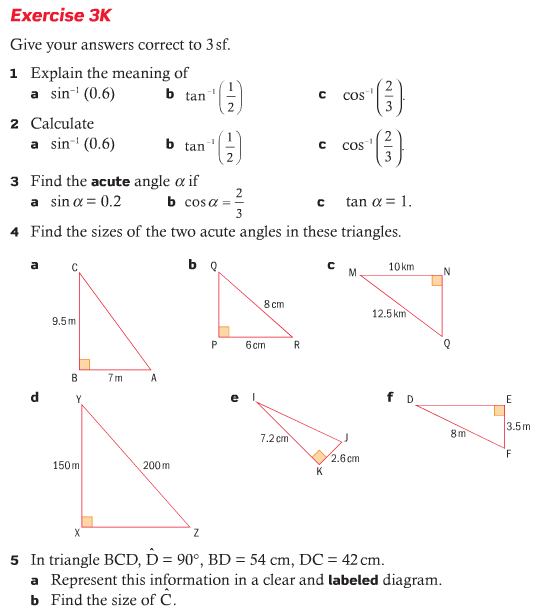 Exercise 3K
Give your answers correct to 3 sf.
1 Explain the meaning of
a sin⁻¹ (0.6) b tan⁻¹(1/2) c cos⁻¹(2/3).
2 Calculate
a sin⁻¹ (0.6) b tan⁻¹(1/2) c cos⁻¹(2/3).
3 Find the acute angle α if
a sin α = 0.2 b cos α = 2/3 c tan α = 1.
4 Find the sizes of the two acute angles in these triangles.
a C 9.5 m B 7 m A
b Q 8 cm P 6 cm R
c M 10 km N 12.5 km Q
d Y 150 m 200 m X Z
e I 7.2 cm J 2.6 cm K
f D E 8 m 3.5 m F
5 In triangle BCD, D̂ = 90°, BD = 54 cm, DC = 42 cm.
a Represent this information in a clear and labeled diagram.
b Find the size of Ĉ.